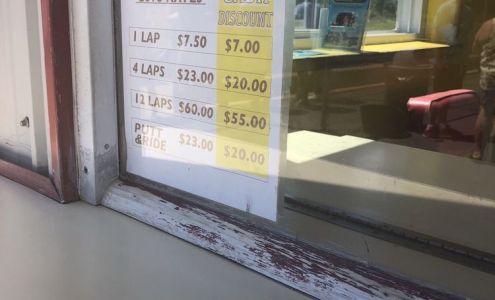 DISCOUNT
1 LAP $7.50 $7.00
4 LAPS $23.00 $20.00
12 LAPS $60.00 $55.00
PUTT
&RIDE $23.00 $20.00